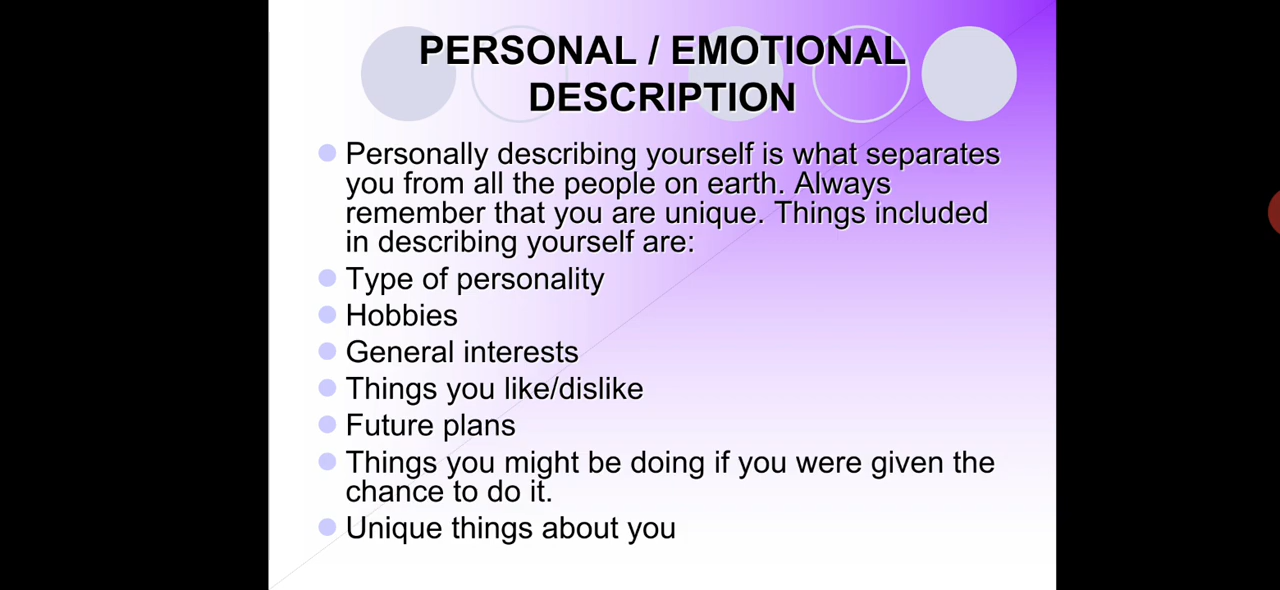 PERSONAL / EMOTIONAL
DESCRIPTION
Personally describing yourself is what separates
you from all the people on earth. Always
remember that you are unique. Things included
in describing yourself are:
Type of personality
Hobbies
General interests
Things you like/dislike
Future plans
Things you might be doing if you were given the
chance to do it.
Unique things about you